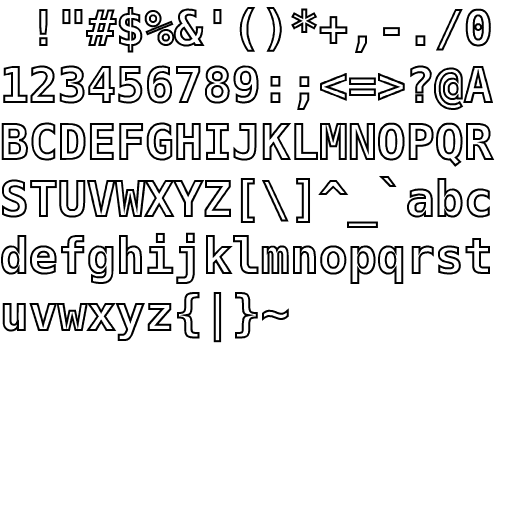 !"#$%&'()*+,-./0
123456789:;<=>?@A
BCDEFGHIJKLMNOPQR
STUVWXYZ[\]^_`abc
defghijklmnopqrst
uvwxyz{|}~